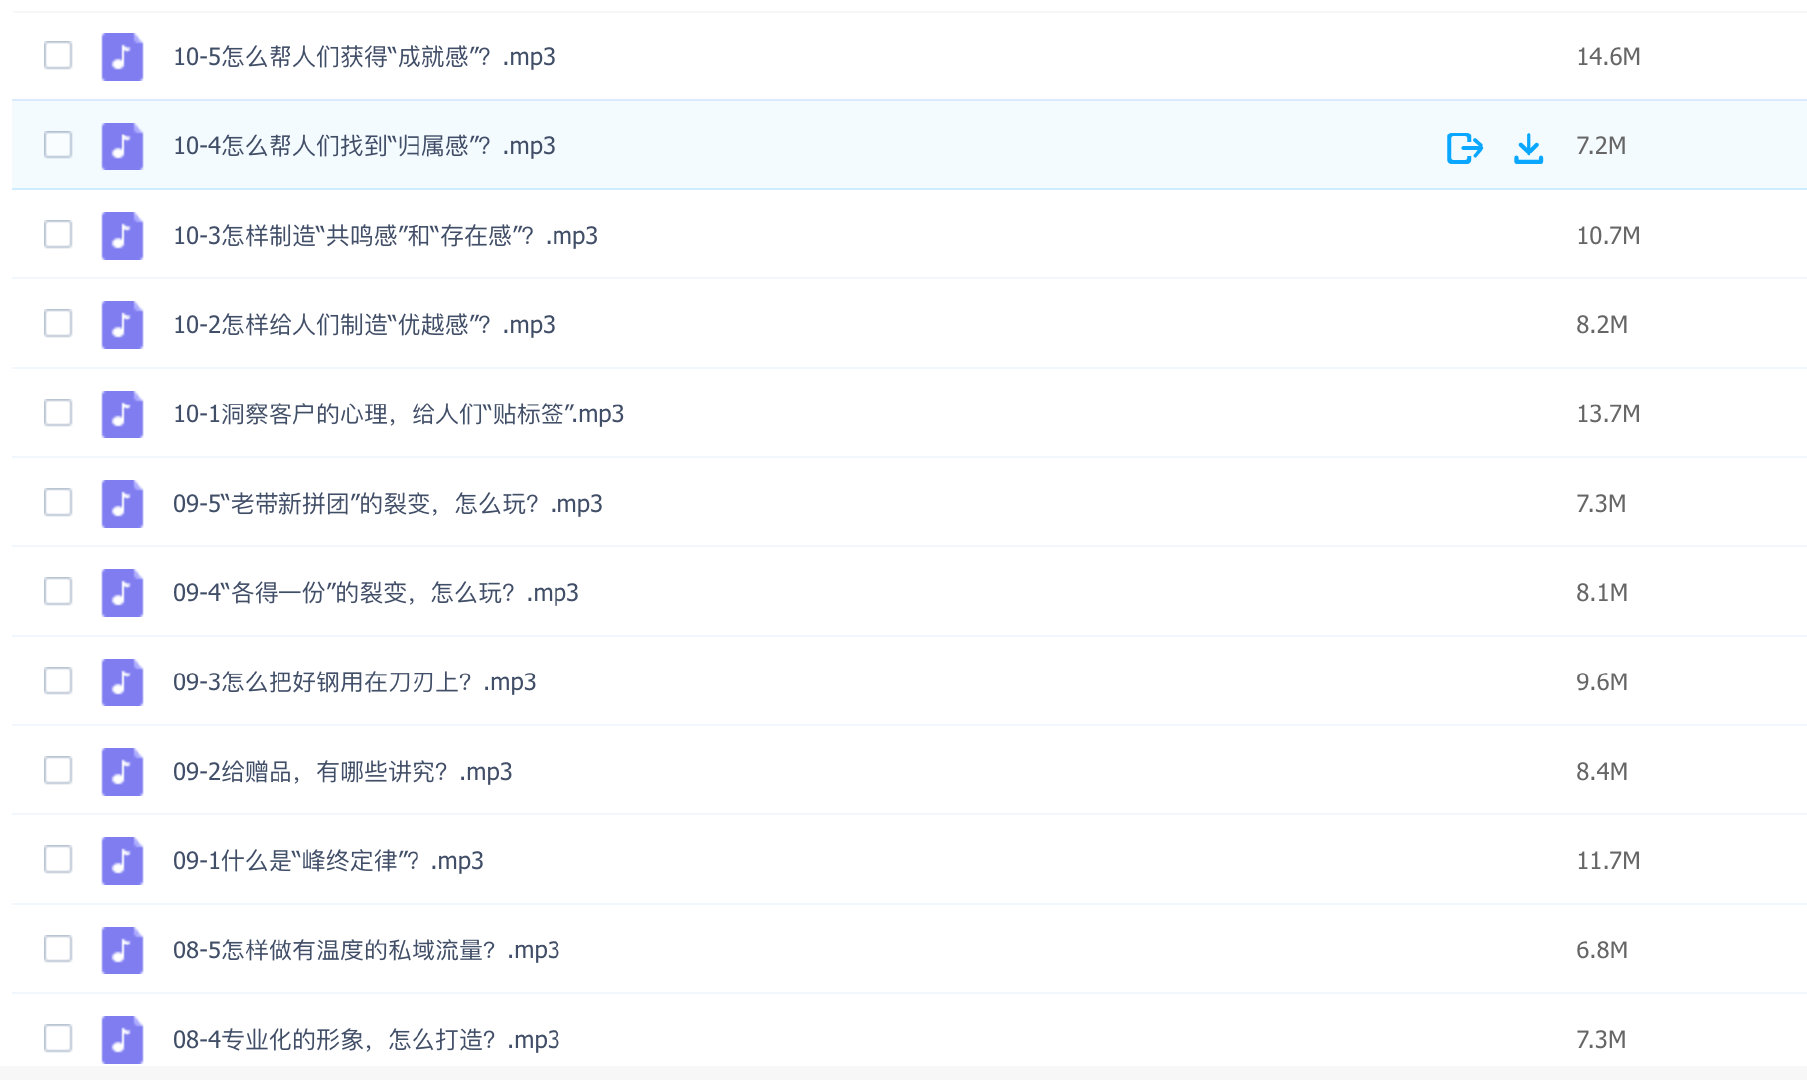 10-5怎么帮人们获得“成就感”？.mp3 14.6M
10-4怎么帮人们找到“归属感”？.mp3 7.2M
10-3怎样制造“共鸣感”和“存在感”？.mp3 10.7M
10-2怎样给人们制造“优越感”？.mp3 8.2M
10-1洞察客户的心理，给人们“贴标签”.mp3 13.7M
09-5“老带新拼团”的裂变，怎么玩？.mp3 7.3M
09-4“各得一份”的裂变，怎么玩？.mp3 8.1M
09-3怎么把好钢用在刀刃上？.mp3 9.6M
09-2给赠品，有哪些讲究？.mp3 8.4M
09-1什么是“峰终定律”？.mp3 11.7M
08-5怎样做有温度的私域流量？.mp3 6.8M
08-4专业化的形象，怎么打造？.mp3 7.3M